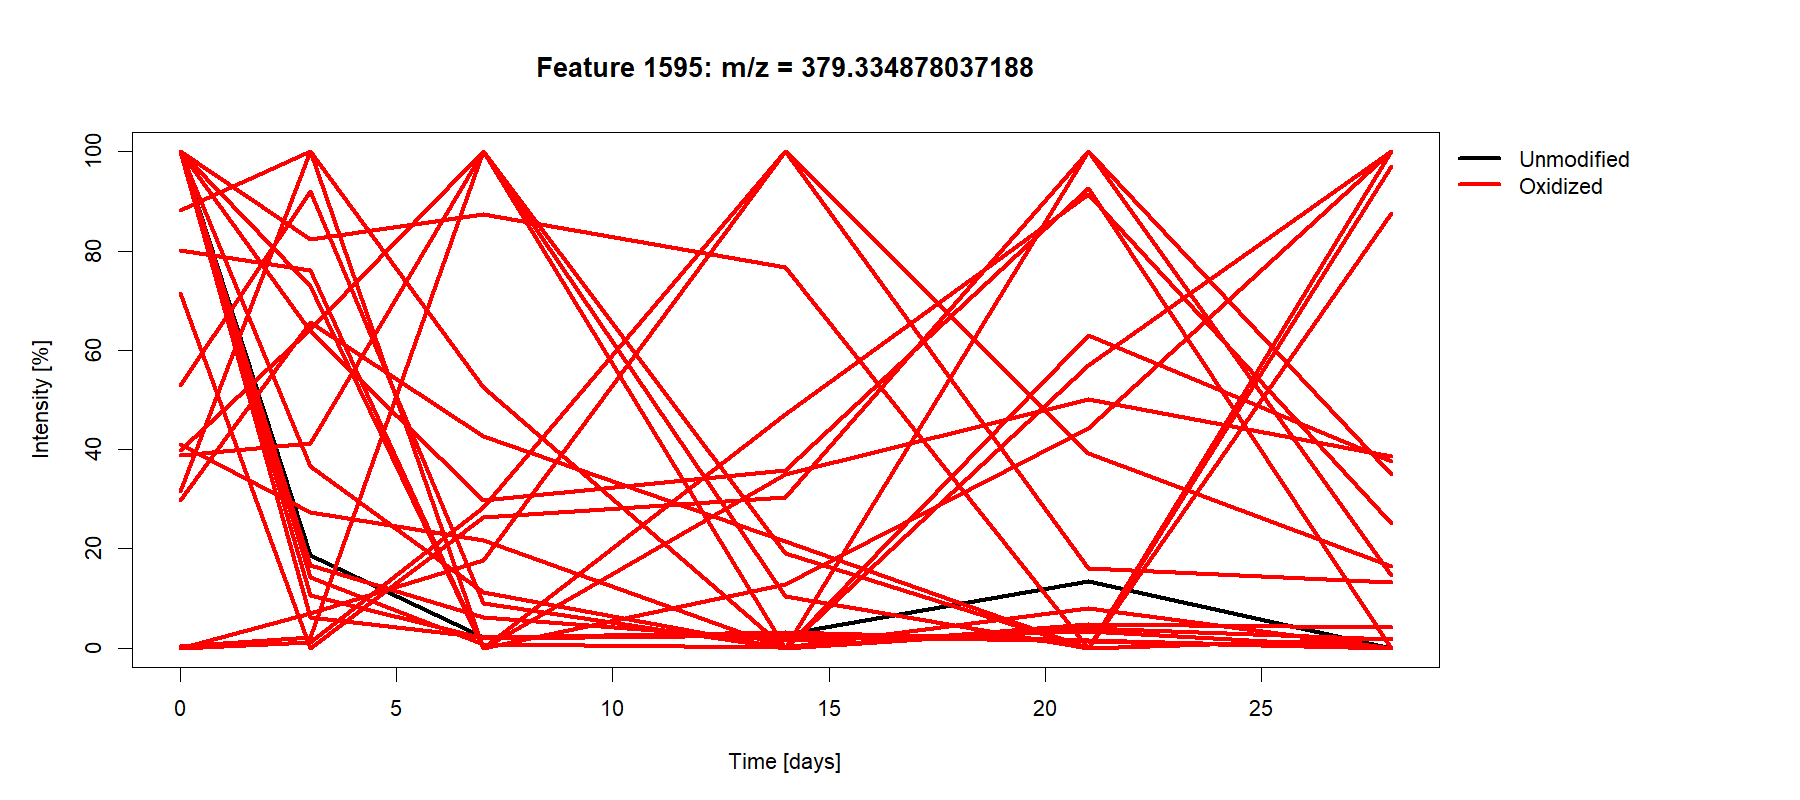 Feature 1595: m/z = 379.334878037188
Unmodified
Oxidized
Intensity [%]
100
80
60
40
20
0
0 5 10 15 20 25
Time [days]